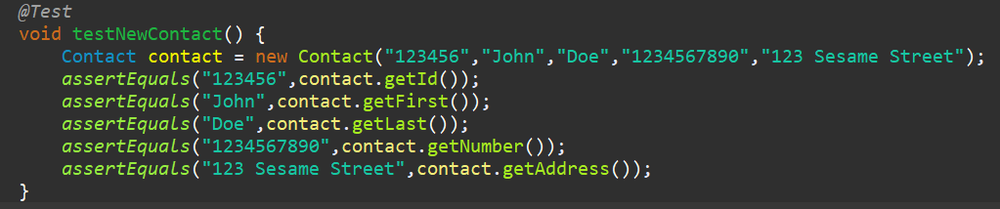 @Test
void testNewContact() {
Contact contact = new Contact("123456","John","Doe","1234567890","123 Sesame Street");
assertEquals("123456",contact.getId());
assertEquals("John",contact.getFirst());
assertEquals("Doe",contact.getLast());
assertEquals("1234567890",contact.getNumber());
assertEquals("123 Sesame Street",contact.getAddress());
}